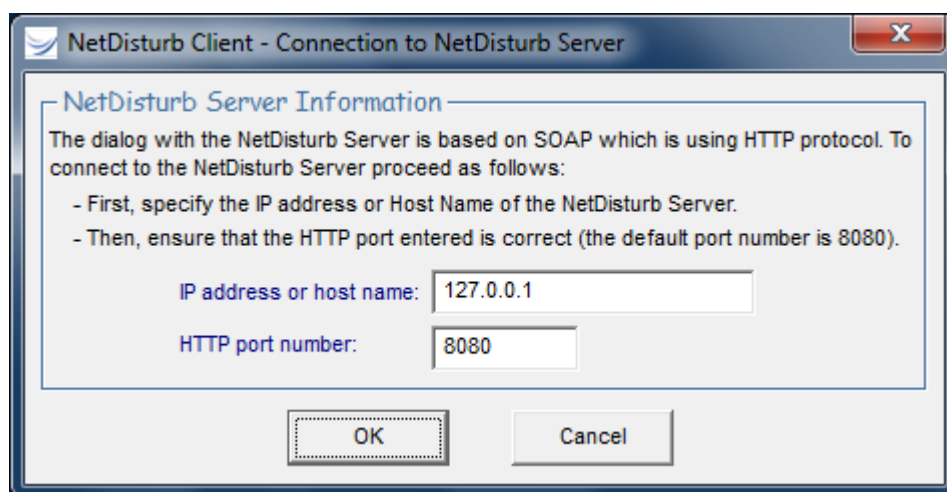 NetDisturb Client - Connection to NetDisturb Server
NetDisturb Server Information
The dialog with the NetDisturb Server is based on SOAP which is using HTTP protocol. To
connect to the NetDisturb Server proceed as follows:
- First, specify the IP address or Host Name of the NetDisturb Server.
- Then, ensure that the HTTP port entered is correct (the default port number is 8080).
IP address or host name: 127.0.0.1
HTTP port number: 8080
OK Cancel